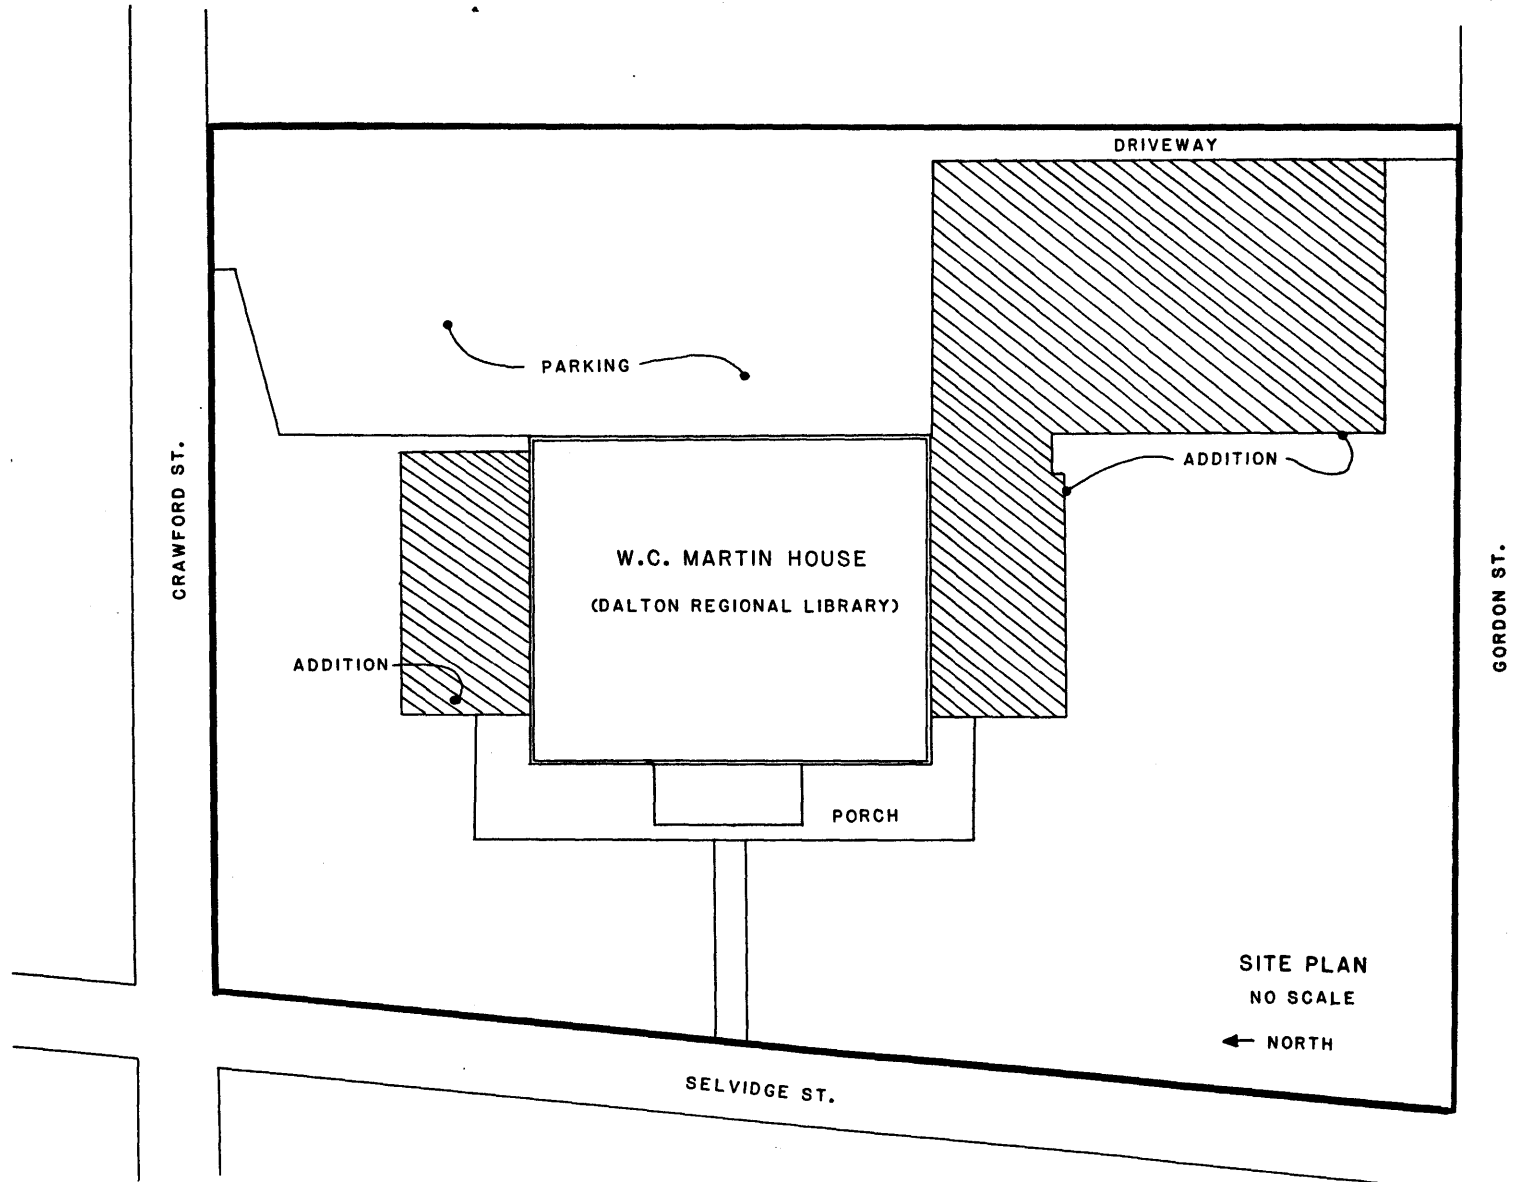 DRIVEWAY
PARKING
ADDITION
CRAWFORD ST.
W.C. MARTIN HOUSE
(DALTON REGIONAL LIBRARY)
GORDON ST.
ADDITION
PORCH
SITE PLAN
NO SCALE
NORTH
SELVIDGE ST.